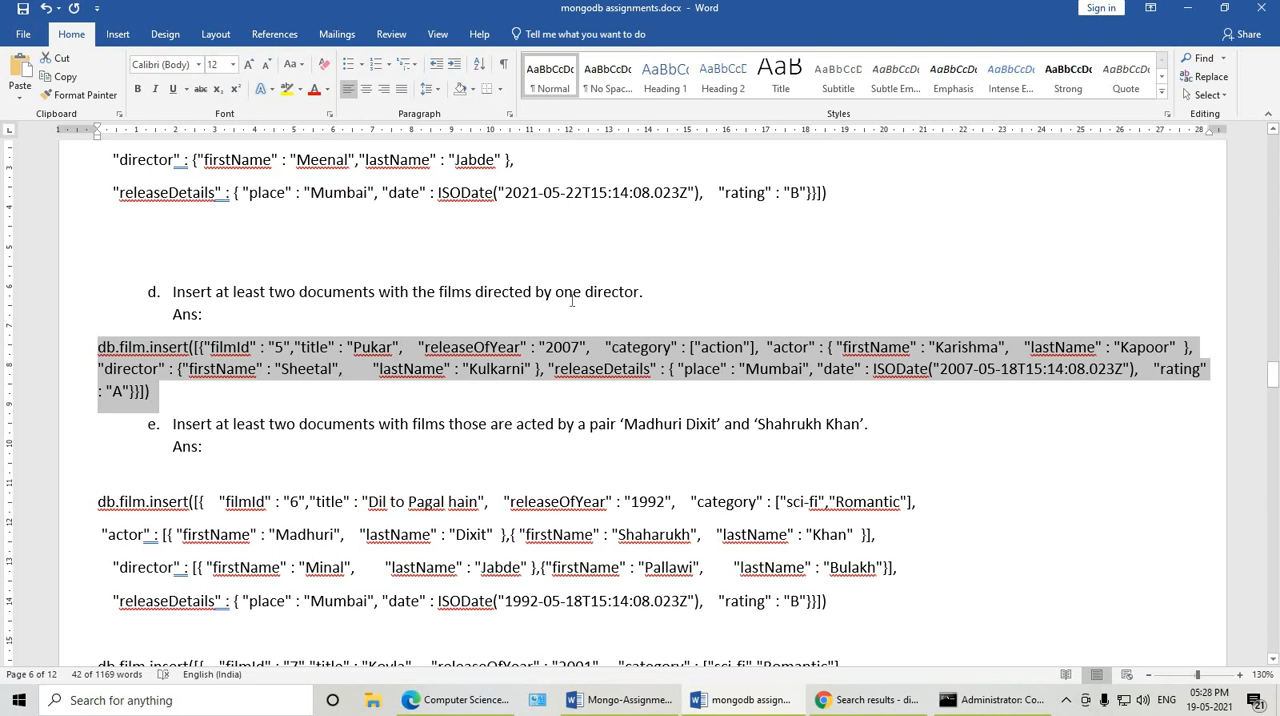 mongodb assignments.docx - Word
Sign in
File Home Insert Design Layout References Mailings Review View Help Tell me what you want to do Share
Paste
Cut
Copy
Format Painter
Clipboard
Calibri (Body) 12
Font
Paragraph
AaBbCcDc AaBbCcDc AaBbCc AaBbCcE AaB AaBbCcD AaBbCcDc AaBbCcDc AaBbCcDc AaBbCcDc
¶ Normal ¶ No Spac... Heading 1 Heading 2 Title Subtitle Subtle Em... Emphasis Intense E... Strong Quote
Styles
Find
Replace
Select
Editing
"director" : {"firstName" : "Meenal","lastName" : "Jabde" },
"releaseDetails" : { "place" : "Mumbai", "date" : ISODate("2021-05-22T15:14:08.023Z"), "rating" : "B"}}])
d. Insert at least two documents with the films directed by one director.
Ans:
db.film.insert([{"filmId" : "5","title" : "Pukar", "releaseOfYear" : "2007", "category" : ["action"], "actor" : { "firstName" : "Karishma", "lastName" : "Kapoor" },
"director" : {"firstName" : "Sheetal", "lastName" : "Kulkarni" }, "releaseDetails" : { "place" : "Mumbai", "date" : ISODate("2007-05-18T15:14:08.023Z"), "rating"
: "A"}}])
e. Insert at least two documents with films those are acted by a pair ‘Madhuri Dixit’ and ‘Shahrukh Khan’.
Ans:
db.film.insert([{ "filmId" : "6","title" : "Dil to Pagal hain", "releaseOfYear" : "1992", "category" : ["sci-fi","Romantic"],
"actor" : [{ "firstName" : "Madhuri", "lastName" : "Dixit" },{ "firstName" : "Shaharukh", "lastName" : "Khan" }],
"director" : [{ "firstName" : "Minal", "lastName" : "Jabde" },{"firstName" : "Pallawi", "lastName" : "Bulakh"}],
"releaseDetails" : { "place" : "Mumbai", "date" : ISODate("1992-05-18T15:14:08.023Z"), "rating" : "B"}}])
db.film.insert([{ "filmId" : "7","title" : "Koyla", "releaseOfYear" : "2001", "category" : ["sci-fi","Romantic"],
Page 6 of 12 42 of 1169 words English (India) 130%
Search for anything
Computer Science...
Mongo-Assignme...
mongodb assign...
Search results - di...
Administrator: Co...
ENG
05:28 PM
19-05-2021
21